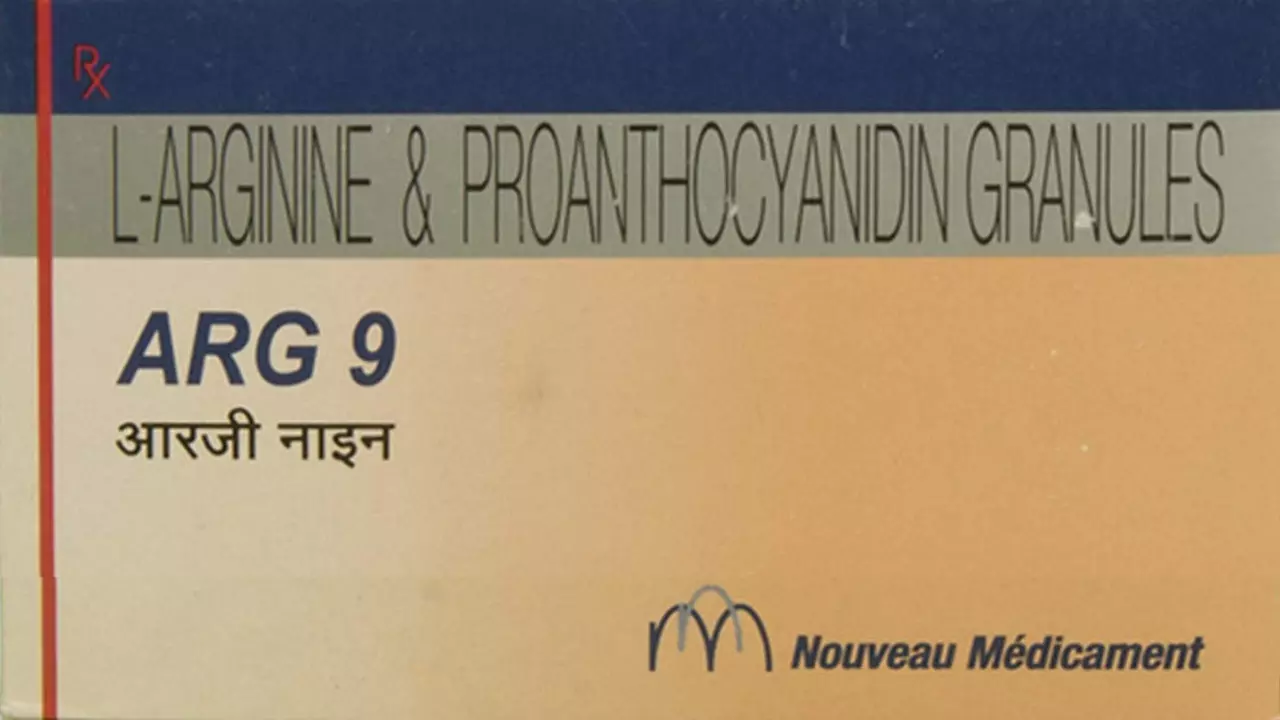 Rx
L-ARGININE & PROANTHOCYANIDIN GRANULES
ARG 9
आरजी नाइन
Nouveau Médicament